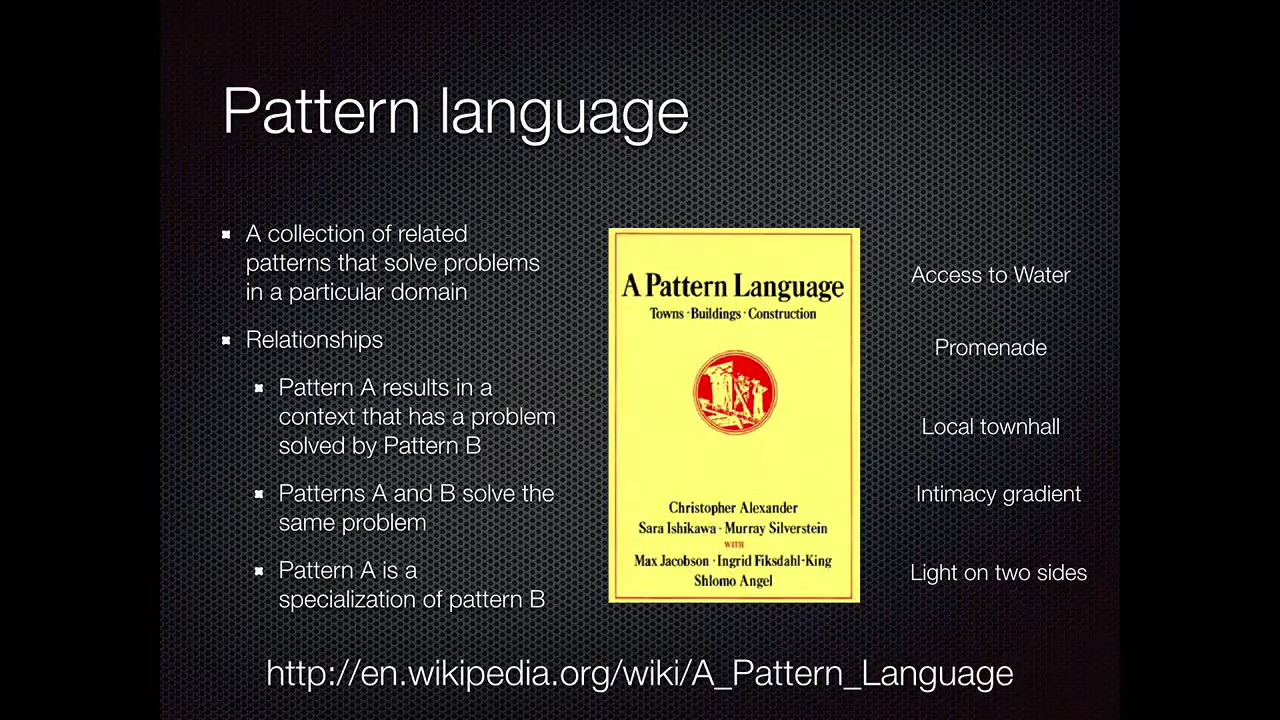 Pattern language
A collection of related
patterns that solve problems
in a particular domain
Relationships
Pattern A results in a
context that has a problem
solved by Pattern B
Patterns A and B solve the
same problem
Pattern A is a
specialization of pattern B
A Pattern Language
Towns · Buildings · Construction
Christopher Alexander
Sara Ishikawa · Murray Silverstein
WITH
Max Jacobson · Ingrid Fiksdahl-King
Shlomo Angel
Access to Water
Promenade
Local townhall
Intimacy gradient
Light on two sides
http://en.wikipedia.org/wiki/A_Pattern_Language